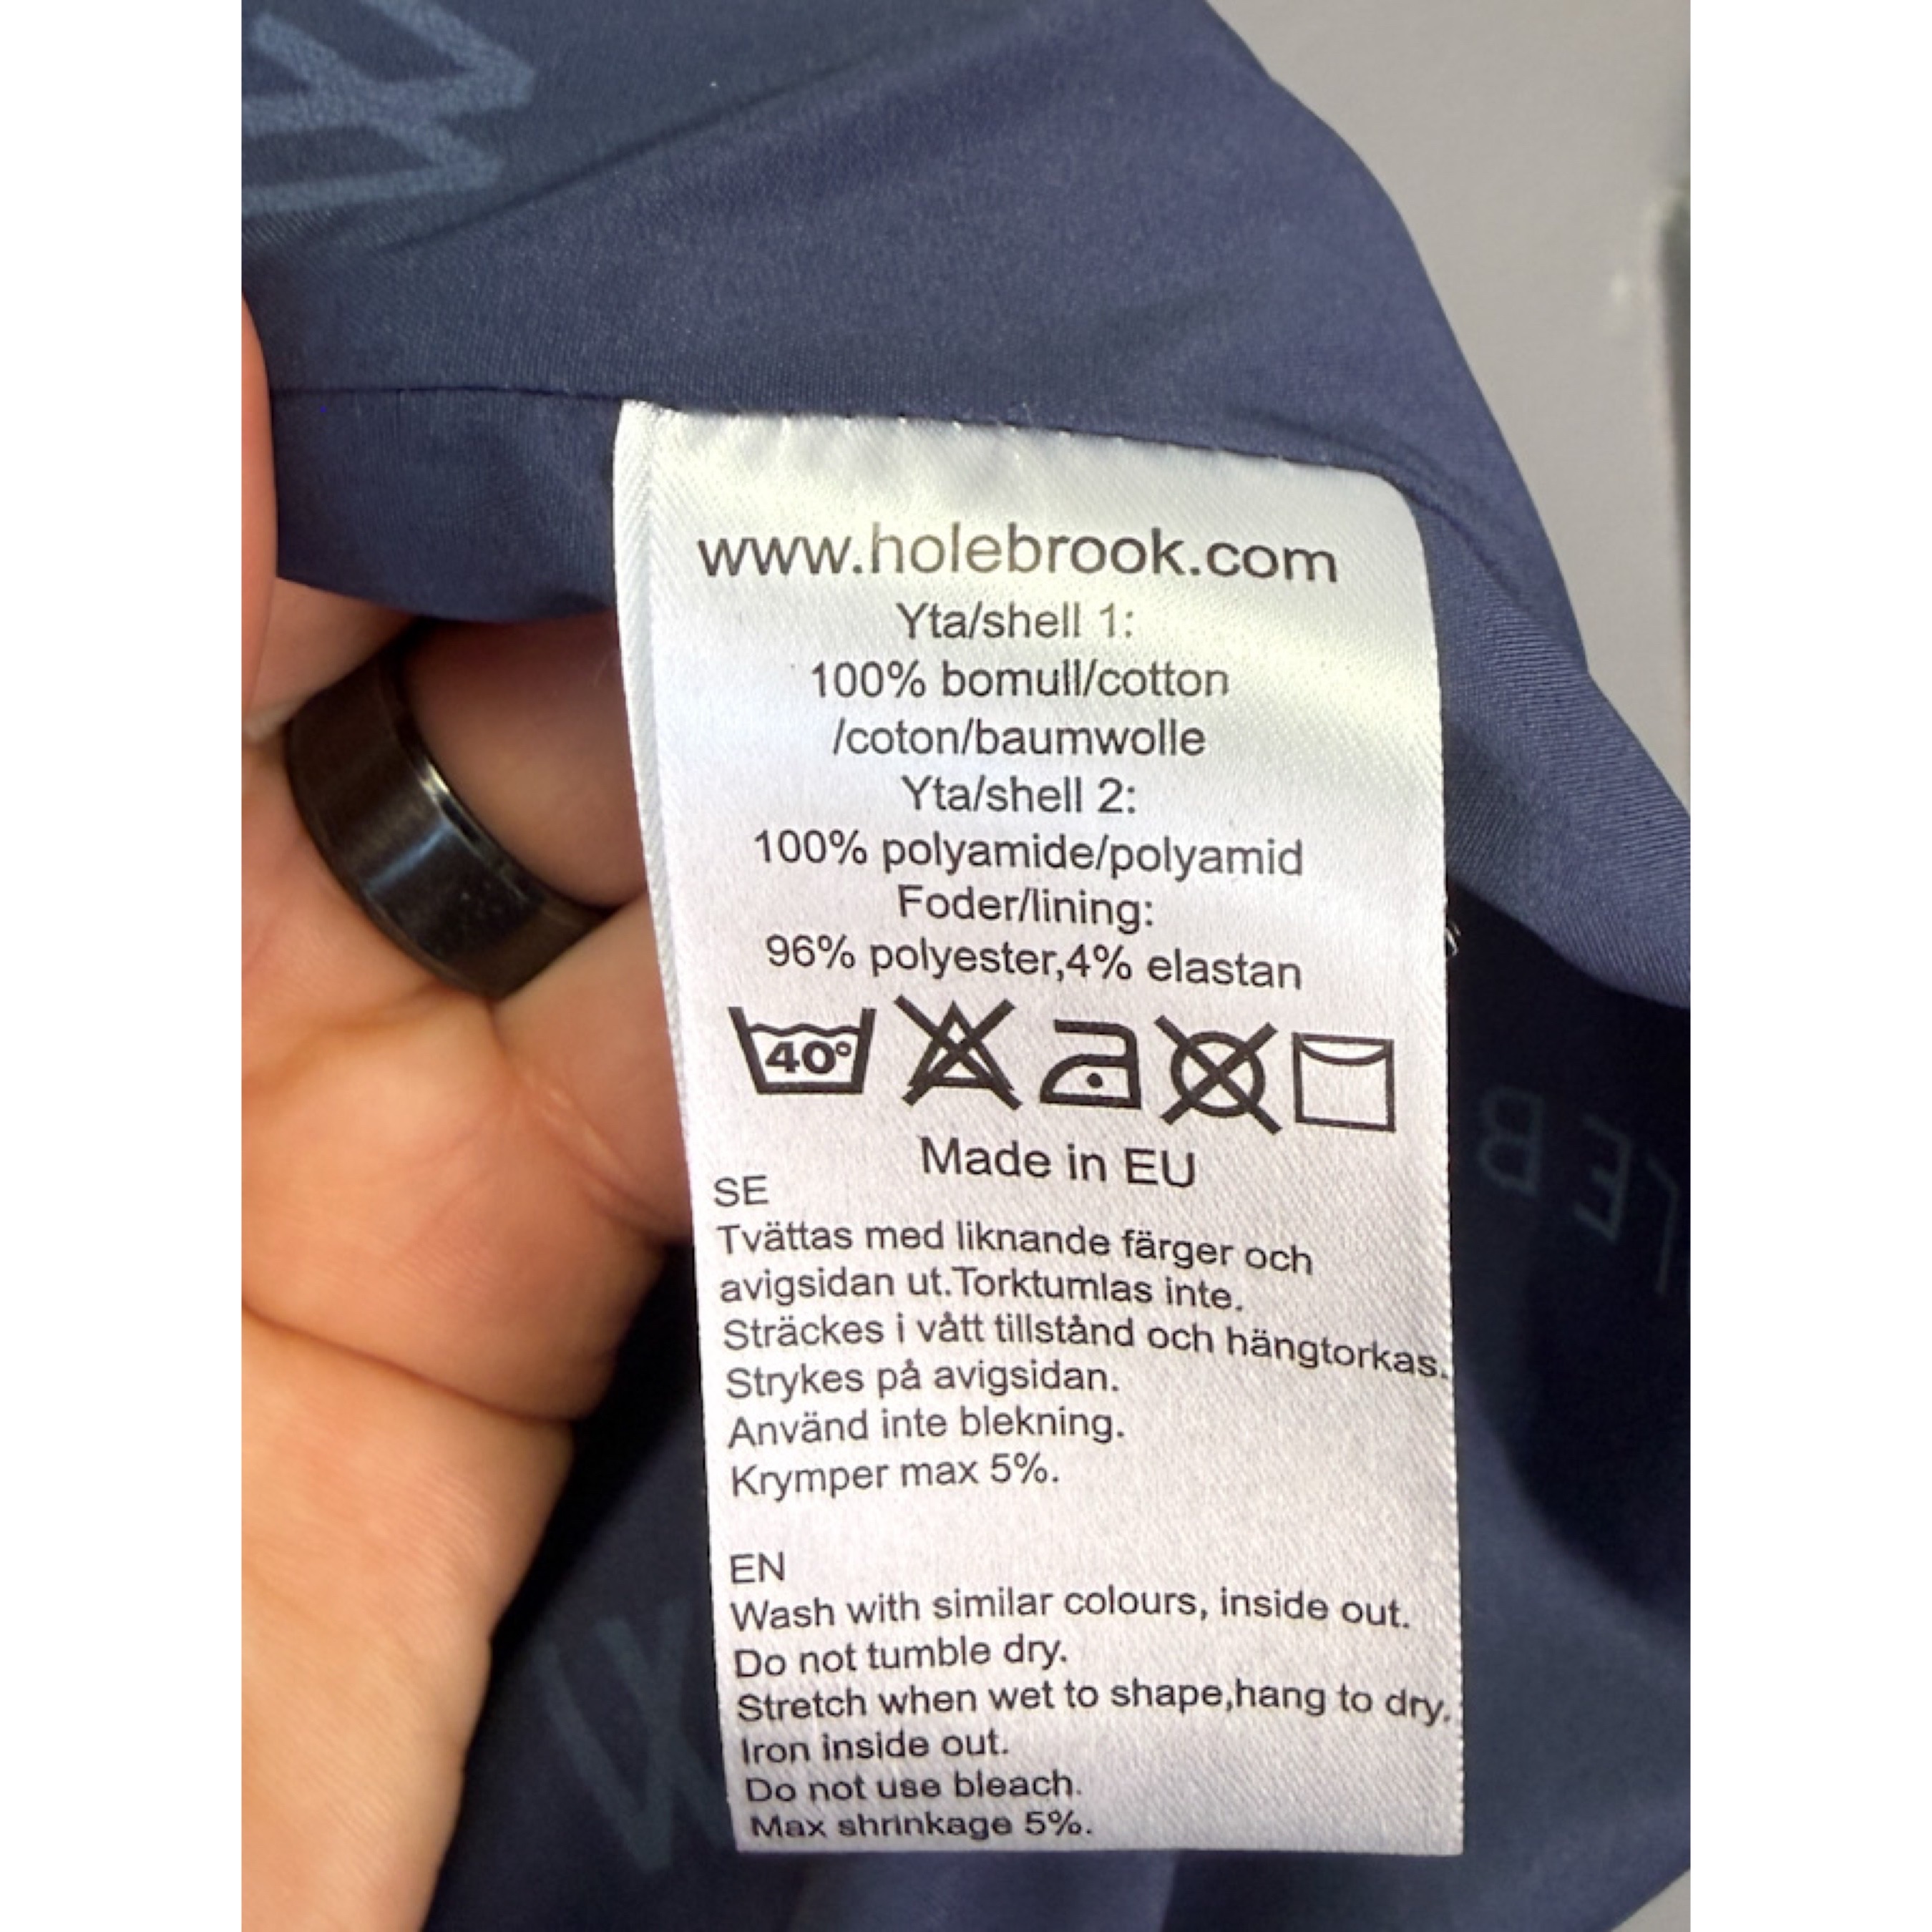 www.holebrook.com
Yta/shell 1:
100% bomull/cotton
/coton/baumwolle
Yta/shell 2:
100% polyamide/polyamid
Foder/lining:
96% polyester,4% elastan
40°
Made in EU
SE
Tvättas med liknande färger och
avigsidan ut.Torktumlas inte.
Sträckes i vått tillstånd och hängtorkas.
Strykes på avigsidan.
Använd inte blekning.
Krymper max 5%.
EN
Wash with similar colours, inside out.
Do not tumble dry.
Stretch when wet to shape,hang to dry.
Iron inside out.
Do not use bleach.
Max shrinkage 5%.